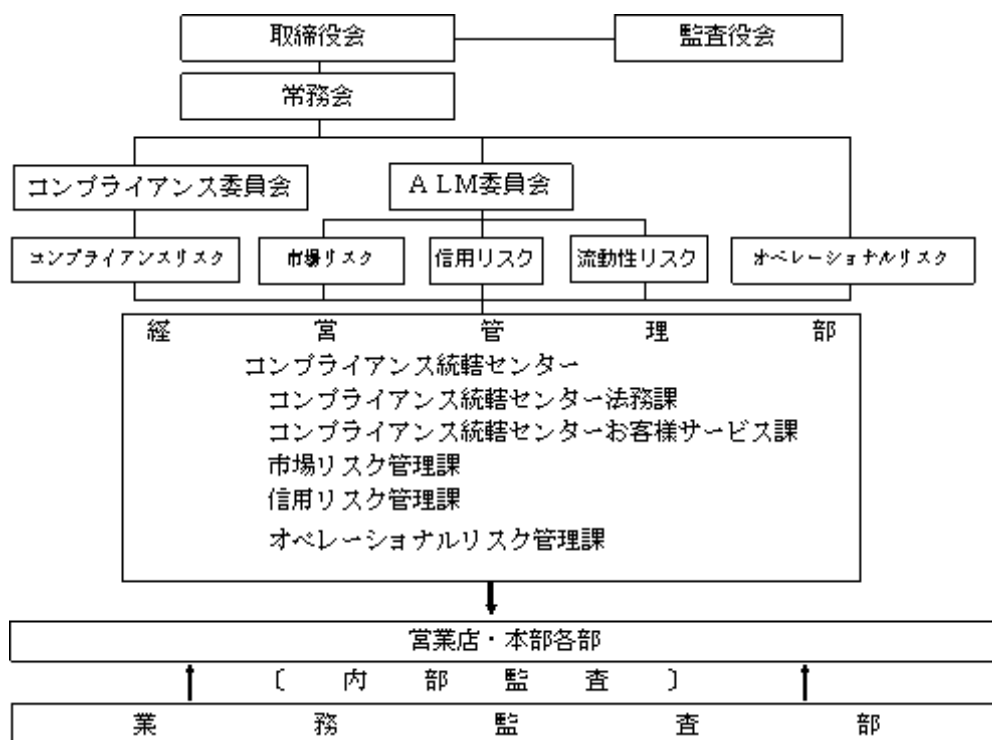 取締役会
監査役会
常務会
コンプライアンス委員会
ＡＬＭ委員会
コンプライアンスリスク
市場リスク
信用リスク
流動性リスク
オペレーショナルリスク
経営管理部
コンプライアンス統轄センター
コンプライアンス統轄センター法務課
コンプライアンス統轄センターお客様サービス課
市場リスク管理課
信用リスク管理課
オペレーショナルリスク管理課
営業店・本部各部
〔内部監査〕
業務監査部